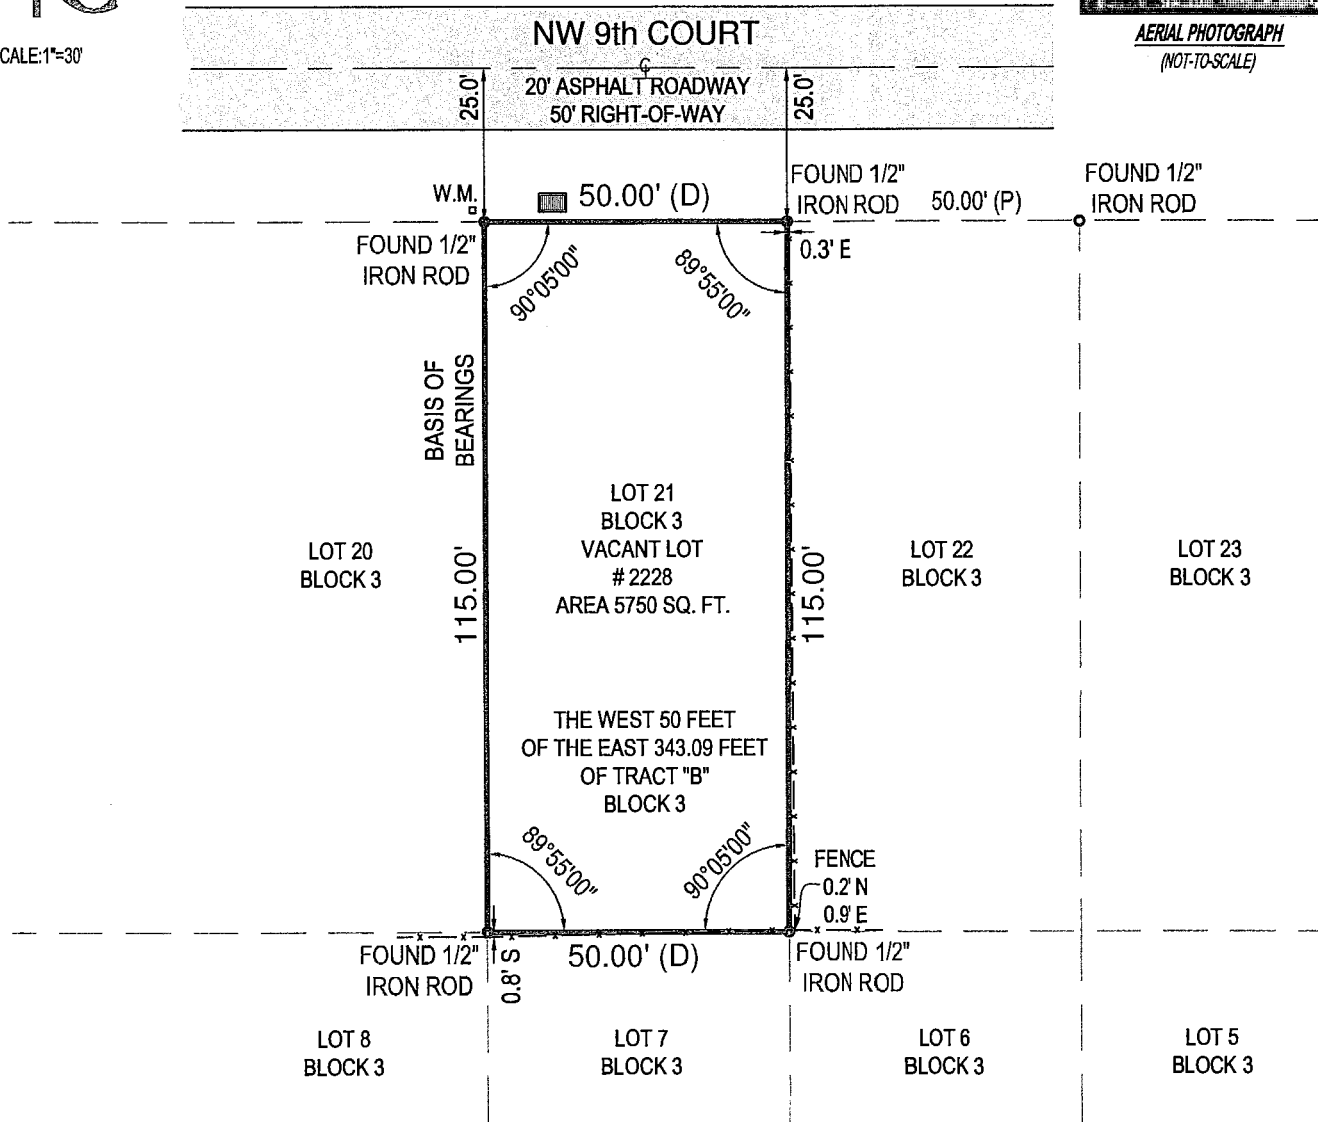 CALE:1"=30'
NW 9th COURT
AERIAL PHOTOGRAPH
(NOT-TO-SCALE)
25.0'
20' ASPHALT ROADWAY
50' RIGHT-OF-WAY
25.0'
W.M.
50.00' (D)
FOUND 1/2"
IRON ROD
50.00' (P)
FOUND 1/2"
IRON ROD
FOUND 1/2"
IRON ROD
0.3' E
90°05'00"
89°55'00"
BASIS OF
BEARINGS
LOT 21
BLOCK 3
VACANT LOT
# 2228
AREA 5750 SQ. FT.
LOT 20
BLOCK 3
115.00'
115.00'
LOT 22
BLOCK 3
LOT 23
BLOCK 3
THE WEST 50 FEET
OF THE EAST 343.09 FEET
OF TRACT "B"
BLOCK 3
89°55'00"
90°05'00"
FENCE
0.2' N
0.9' E
FOUND 1/2"
IRON ROD
0.8' S
50.00' (D)
FOUND 1/2"
IRON ROD
LOT 8
BLOCK 3
LOT 7
BLOCK 3
LOT 6
BLOCK 3
LOT 5
BLOCK 3